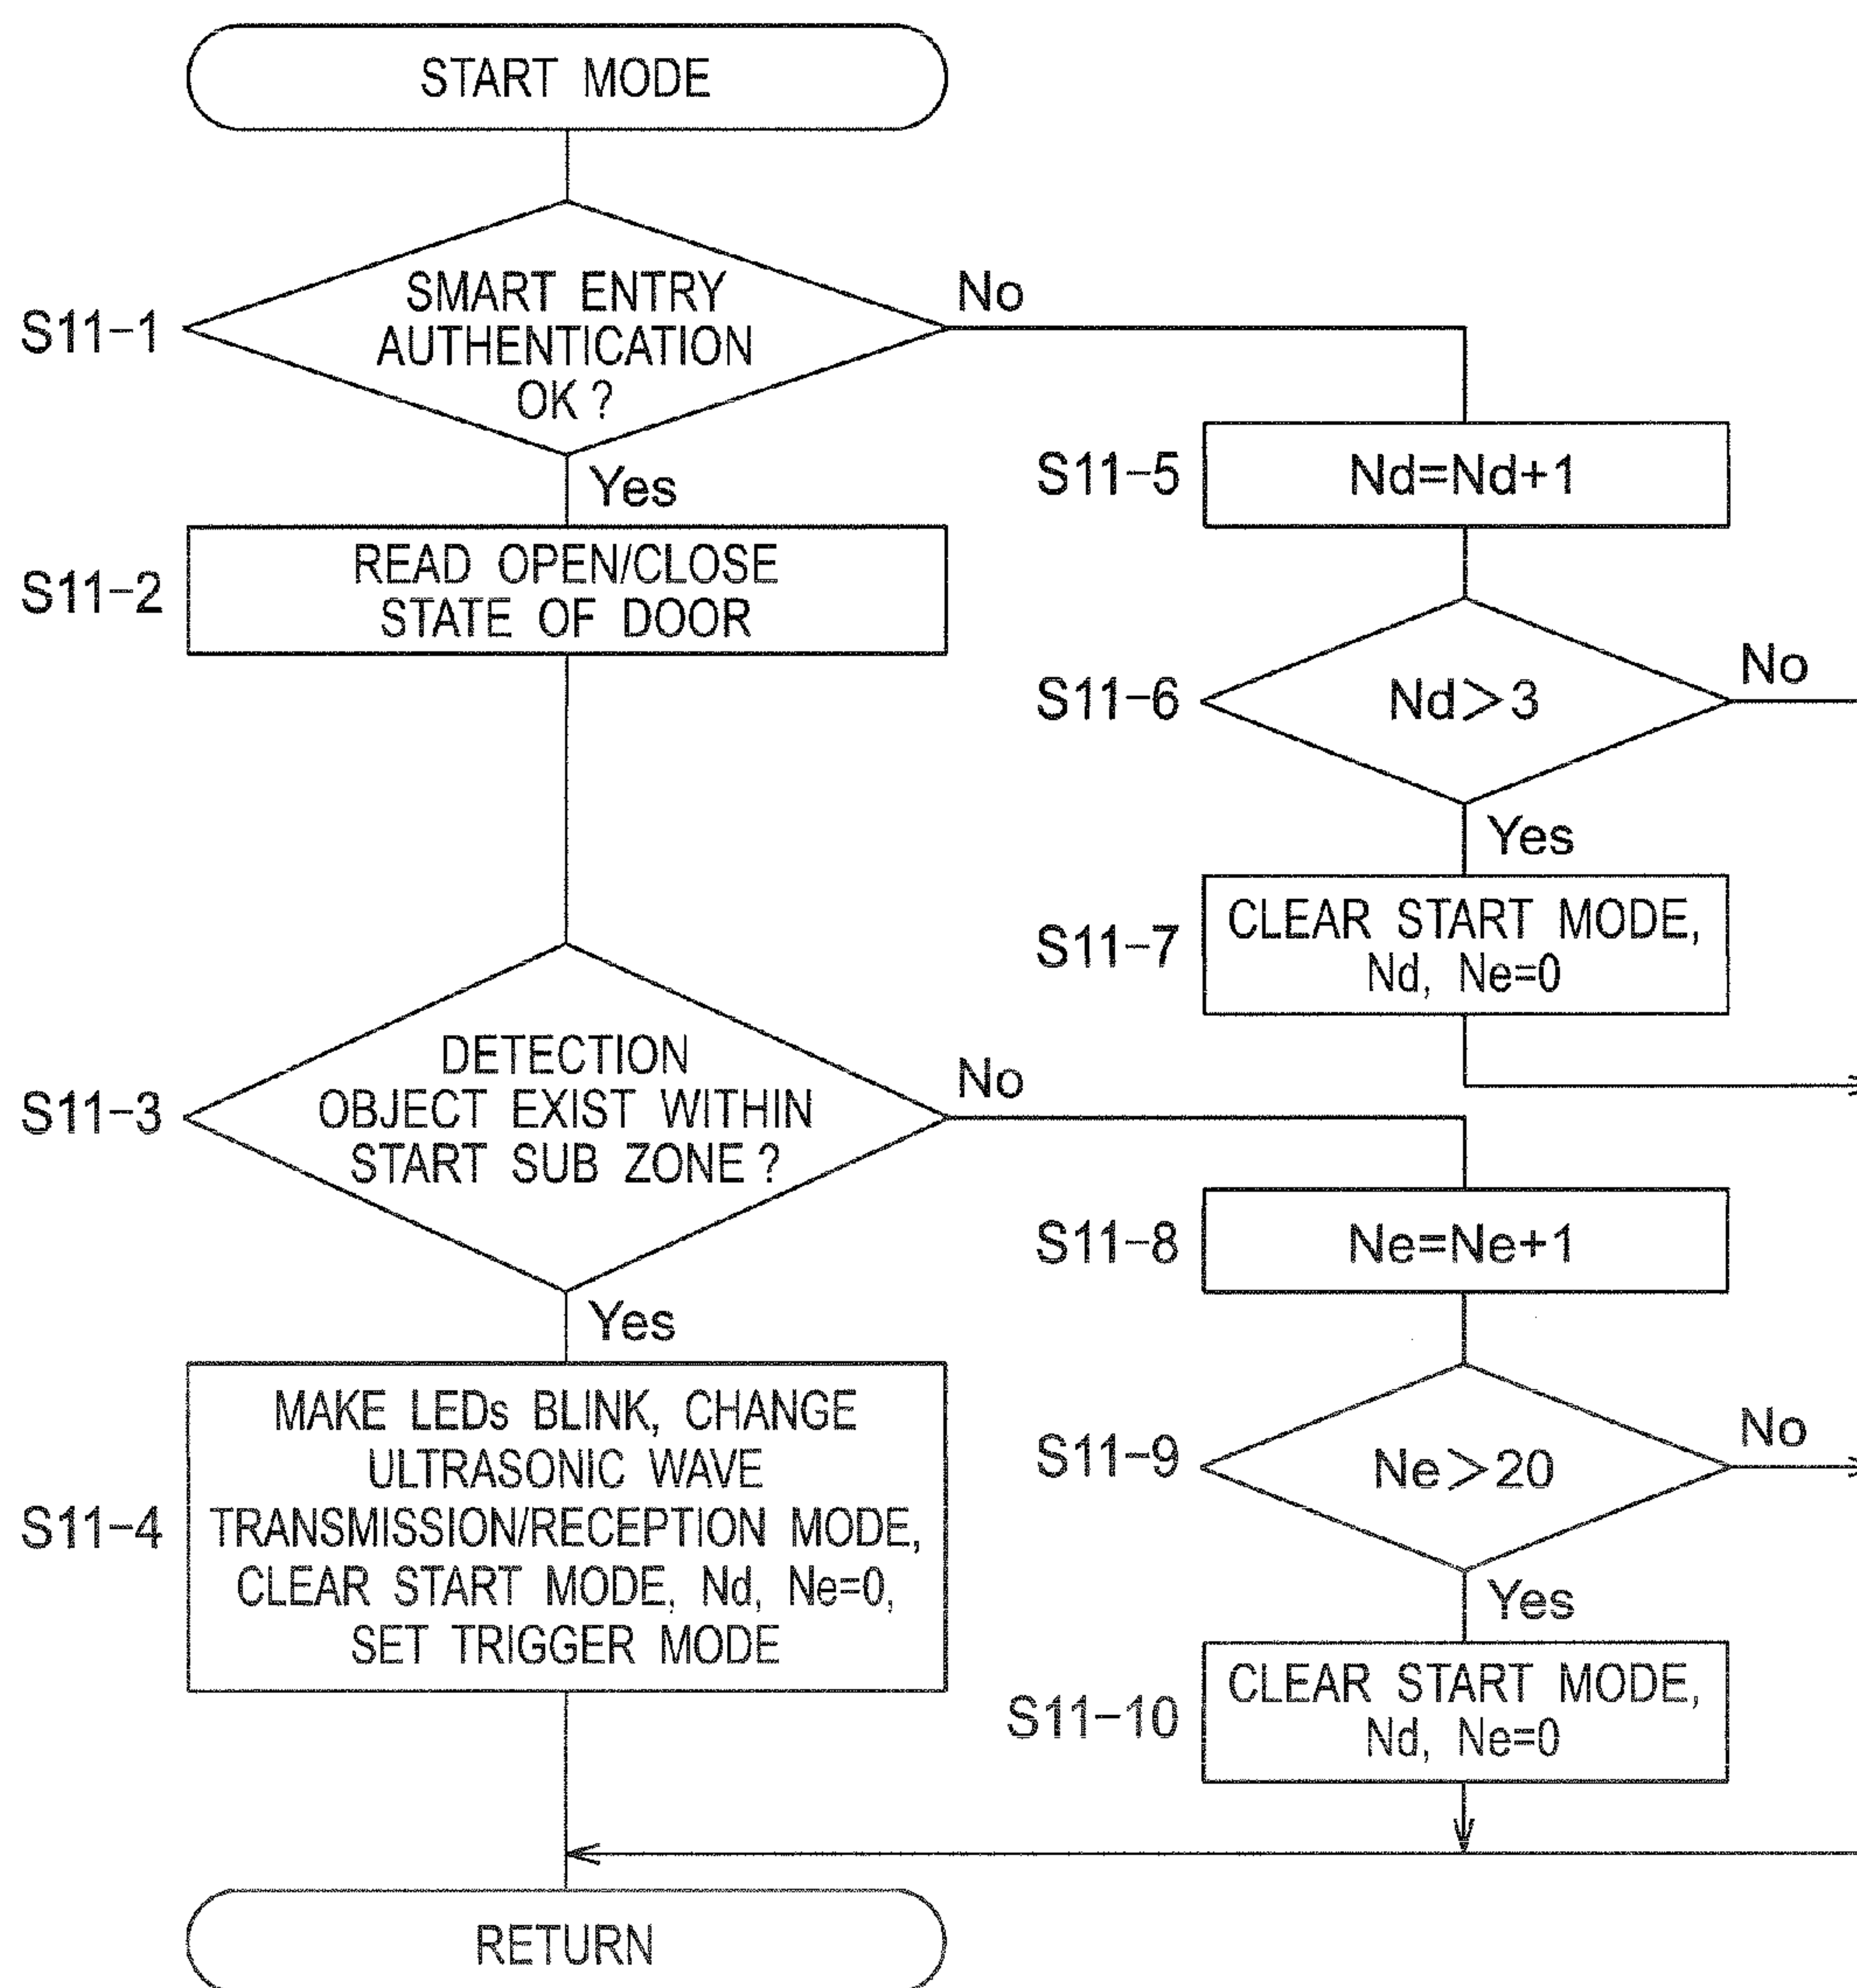 START MODE
S11-1
SMART ENTRY
AUTHENTICATION
OK?
No
Yes
S11-2
READ OPEN/CLOSE
STATE OF DOOR
S11-3
DETECTION
OBJECT EXIST WITHIN
START SUB ZONE?
No
Yes
S11-4
MAKE LEDs BLINK, CHANGE
ULTRASONIC WAVE
TRANSMISSION/RECEPTION MODE,
CLEAR START MODE, Nd, Ne=0,
SET TRIGGER MODE
S11-5
Nd=Nd+1
S11-6
Nd>3
No
Yes
S11-7
CLEAR START MODE,
Nd, Ne=0
S11-8
Ne=Ne+1
S11-9
Ne>20
No
Yes
S11-10
CLEAR START MODE,
Nd, Ne=0
RETURN